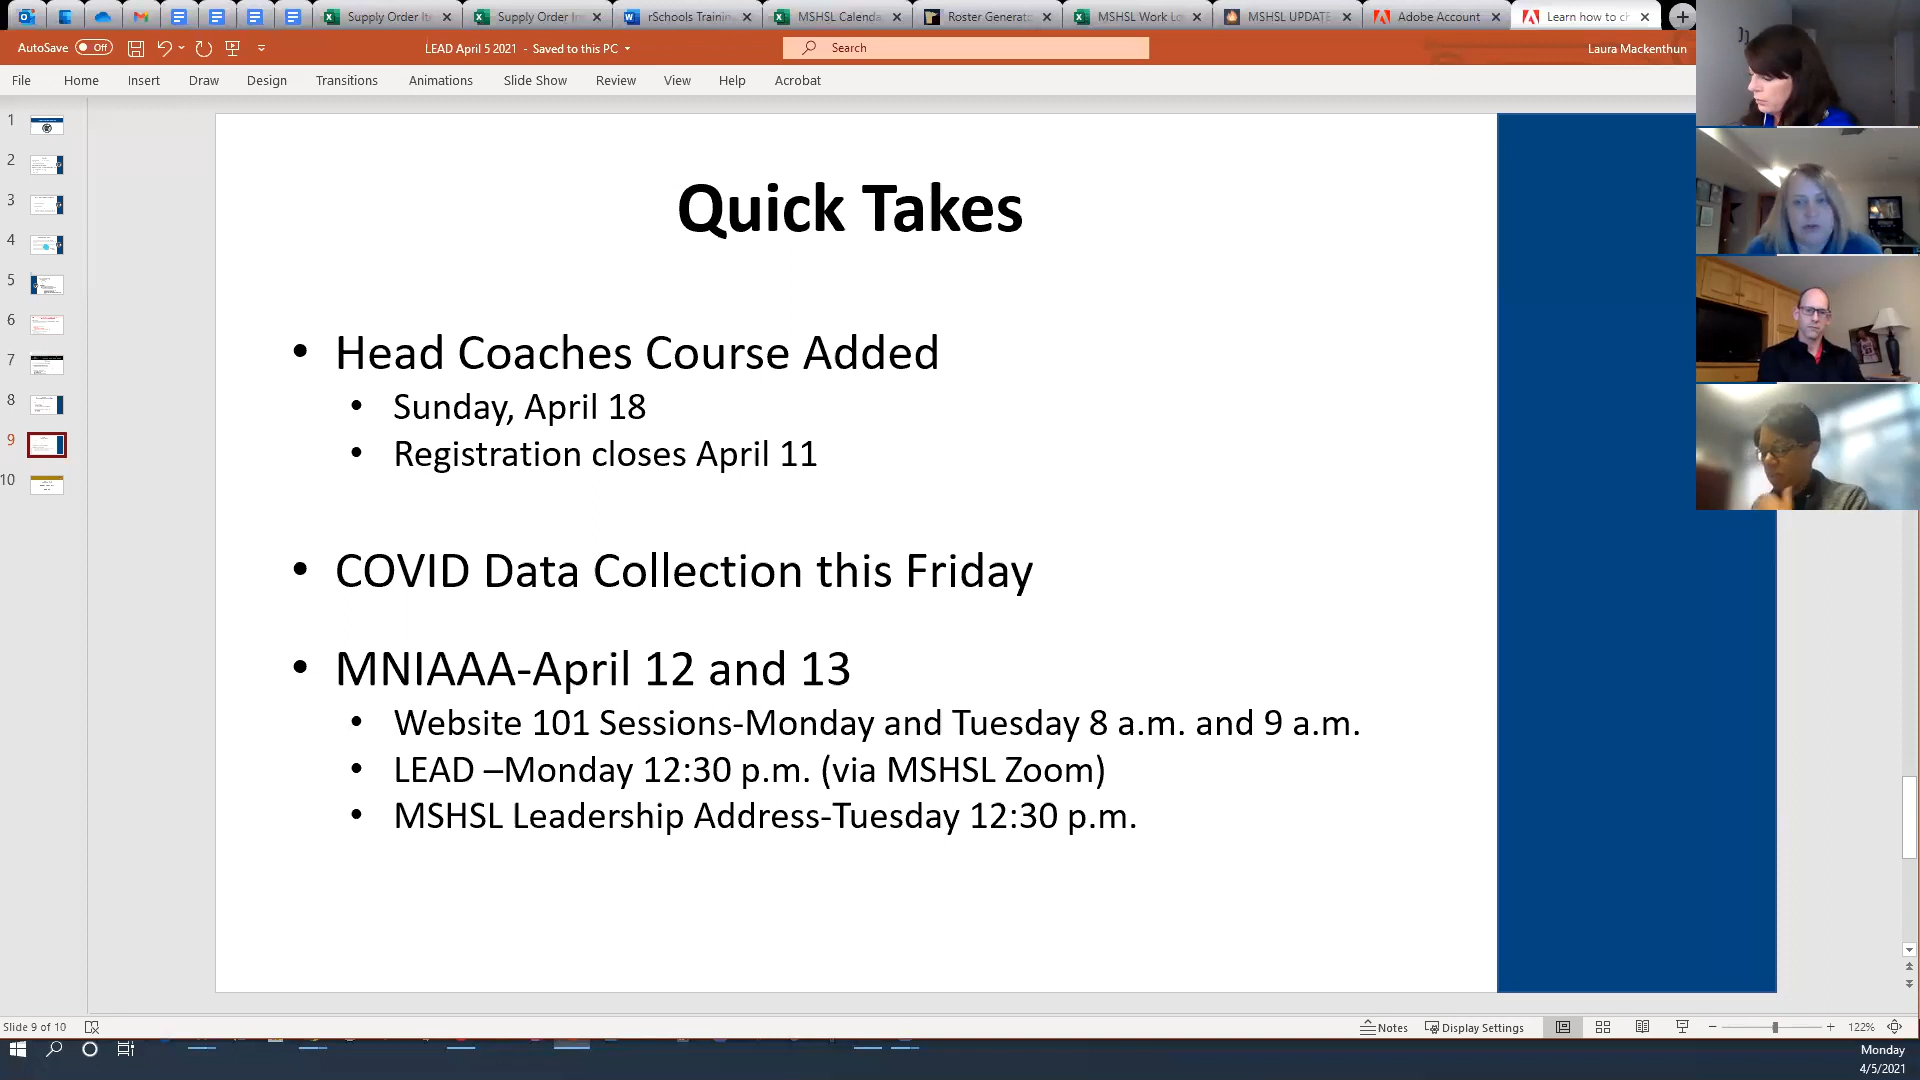 Supply Order It
Supply Order In
rSchools Trainin
MSHSL Calenda
Roster Generato
MSHSL Work Lo
MSHSL UPDATE
Adobe Account
Learn how to ch
AutoSave Off
LEAD April 5 2021 - Saved to this PC
Search
Laura Mackenthun
File Home Insert Draw Design Transitions Animations Slide Show Review View Help Acrobat
1
2
3
4
5
6
7
8
9
10
Quick Takes
• Head Coaches Course Added
• Sunday, April 18
• Registration closes April 11
• COVID Data Collection this Friday
• MNIAAA-April 12 and 13
• Website 101 Sessions-Monday and Tuesday 8 a.m. and 9 a.m.
• LEAD –Monday 12:30 p.m. (via MSHSL Zoom)
• MSHSL Leadership Address-Tuesday 12:30 p.m.
Slide 9 of 10
Notes Display Settings 122%
Monday
4/5/2021